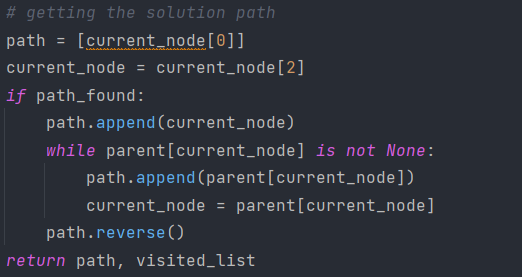 # getting the solution path
path = [current_node[0]]
current_node = current_node[2]
if path_found:
    path.append(current_node)
    while parent[current_node] is not None:
        path.append(parent[current_node])
        current_node = parent[current_node]
    path.reverse()
return path, visited_list